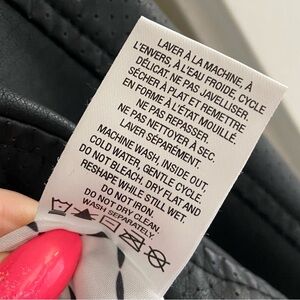 LAVER À LA MACHINE, À
L'ENVERS, À L'EAU FROIDE, CYCLE
DÉLICAT. NE PAS JAVELLISER.
SÉCHER À PLAT ET REMETTRE
EN FORME À L'ÉTAT MOUILLÉ.
NE PAS REPASSER.
NE PAS NETTOYER À SEC.
LAVER SÉPARÉMENT.
MACHINE WASH, INSIDE OUT,
COLD WATER, GENTLE CYCLE.
DO NOT BLEACH. DRY FLAT AND
RESHAPE WHILE STILL WET.
DO NOT IRON.
DO NOT DRY CLEAN.
WASH SEPARATELY.